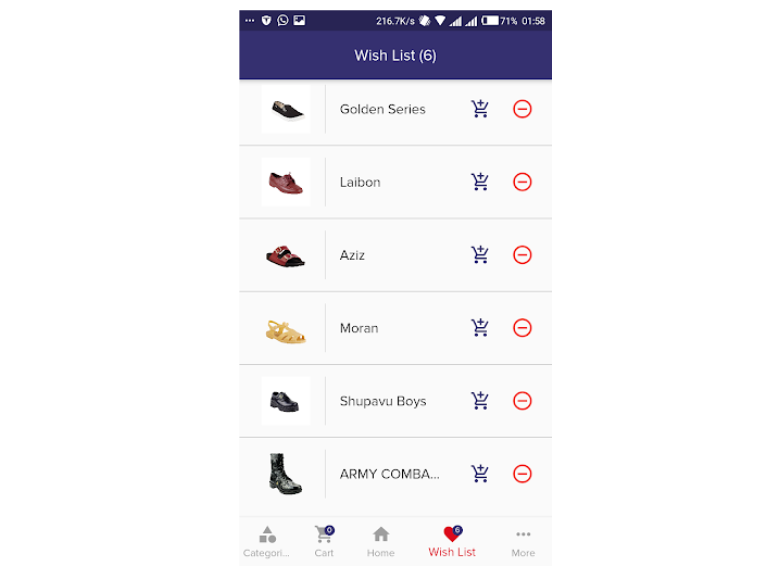 216.7K/s 71% 01:58
Wish List (6)
Golden Series
Laibon
Aziz
Moran
Shupavu Boys
ARMY COMBA...
0
6
Categori...
Cart
Home
Wish List
More